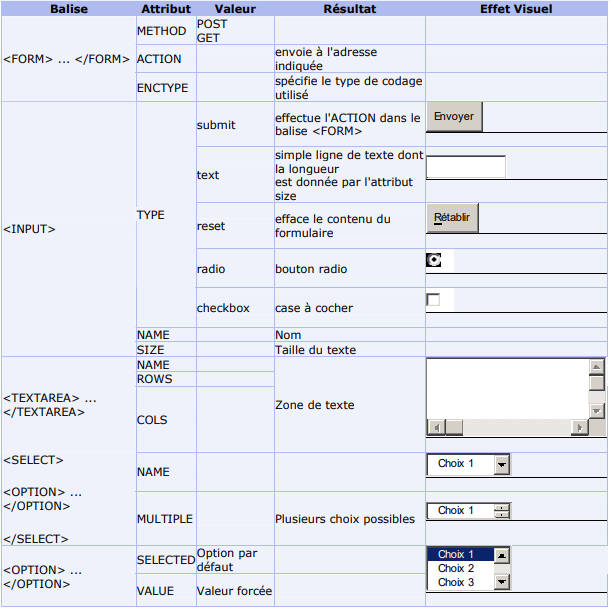 Balise Attribut Valeur Résultat Effet Visuel
<FORM> ... </FORM>
METHOD
POST
GET
ACTION
envoie à l'adresse
indiquée
ENCTYPE
spécifie le type de codage
utilisé
<INPUT>
TYPE
submit
effectue l'ACTION dans le
balise <FORM>
Envoyer
text
simple ligne de texte dont
la longueur
est donnée par l'attribut
size
reset
efface le contenu du
formulaire
Rétablir
radio
bouton radio
checkbox
case à cocher
NAME
Nom
SIZE
Taille du texte
<TEXTAREA> ...
</TEXTAREA>
NAME
ROWS
COLS
Zone de texte
<SELECT>
<OPTION> ...
</OPTION>
</SELECT>
NAME
Choix 1
MULTIPLE
Plusieurs choix possibles
Choix 1
<OPTION> ...
</OPTION>
SELECTED
Option par
défaut
VALUE
Valeur forcée
Choix 1
Choix 2
Choix 3